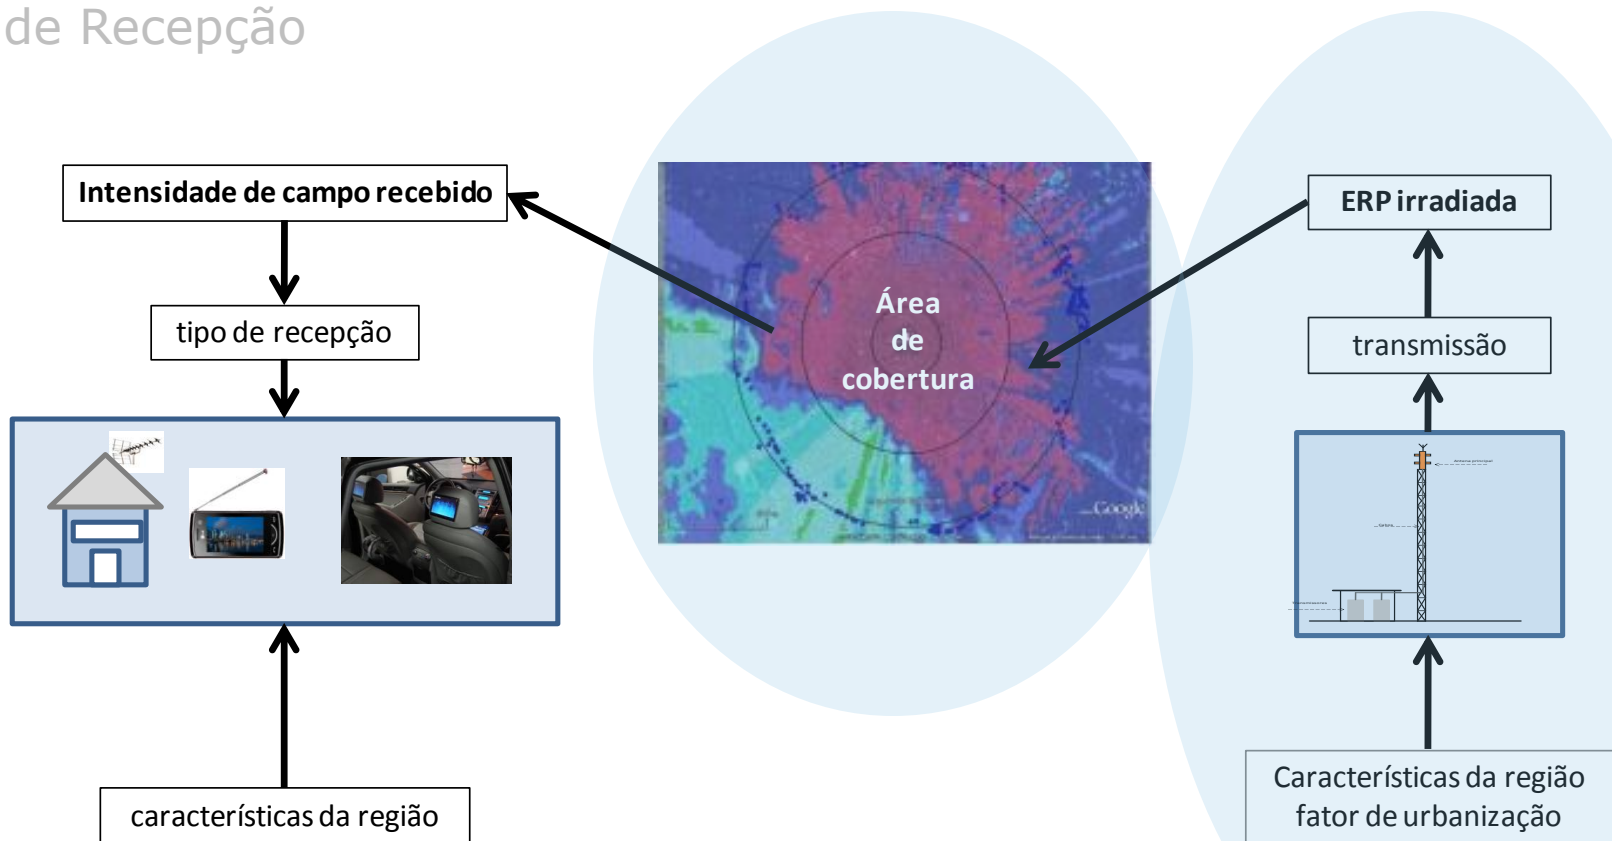 de Recepção
Intensidade de campo recebido
tipo de recepção
características da região
Área
de
cobertura
Google
ERP irradiada
transmissão
Características da região
fator de urbanização